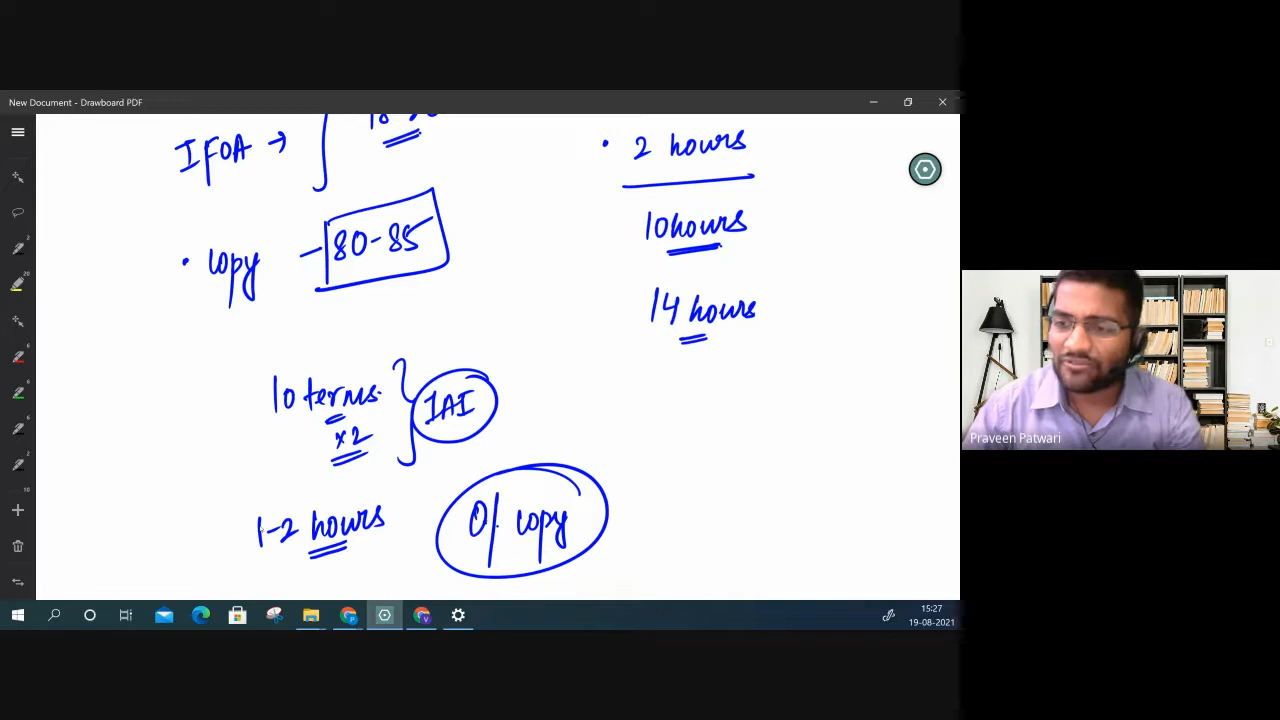 New Document - Drawboard PDF
IFOA →
• copy - 80-85
10 terms
x2
IAI
1-2 hours
0% copy
• 2 hours
10 hours
14 hours
Praveen Patwari
15:27
19-08-2021